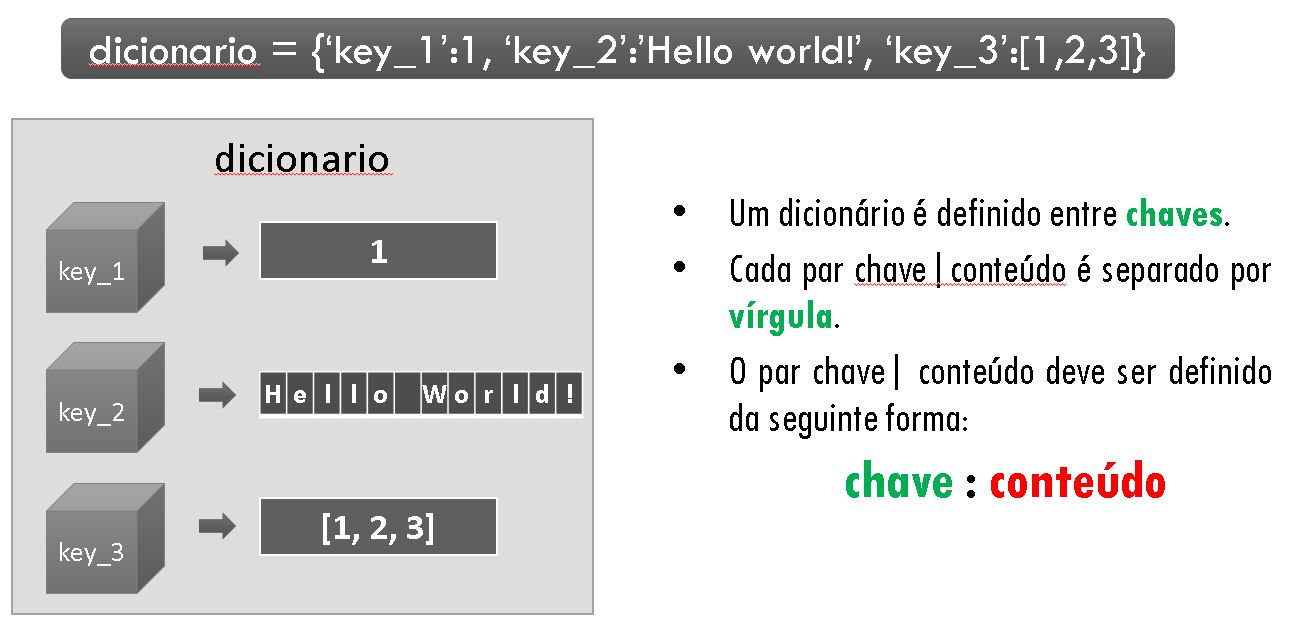 dicionario = {‘key_1’:1, ‘key_2’:’Hello world!’, ‘key_3’:[1,2,3]}
dicionario
key_1
1
key_2
Hello World!
key_3
[1, 2, 3]
• Um dicionário é definido entre chaves.
• Cada par chave|conteúdo é separado por
vírgula.
• O par chave| conteúdo deve ser definido
da seguinte forma:
chave : conteúdo